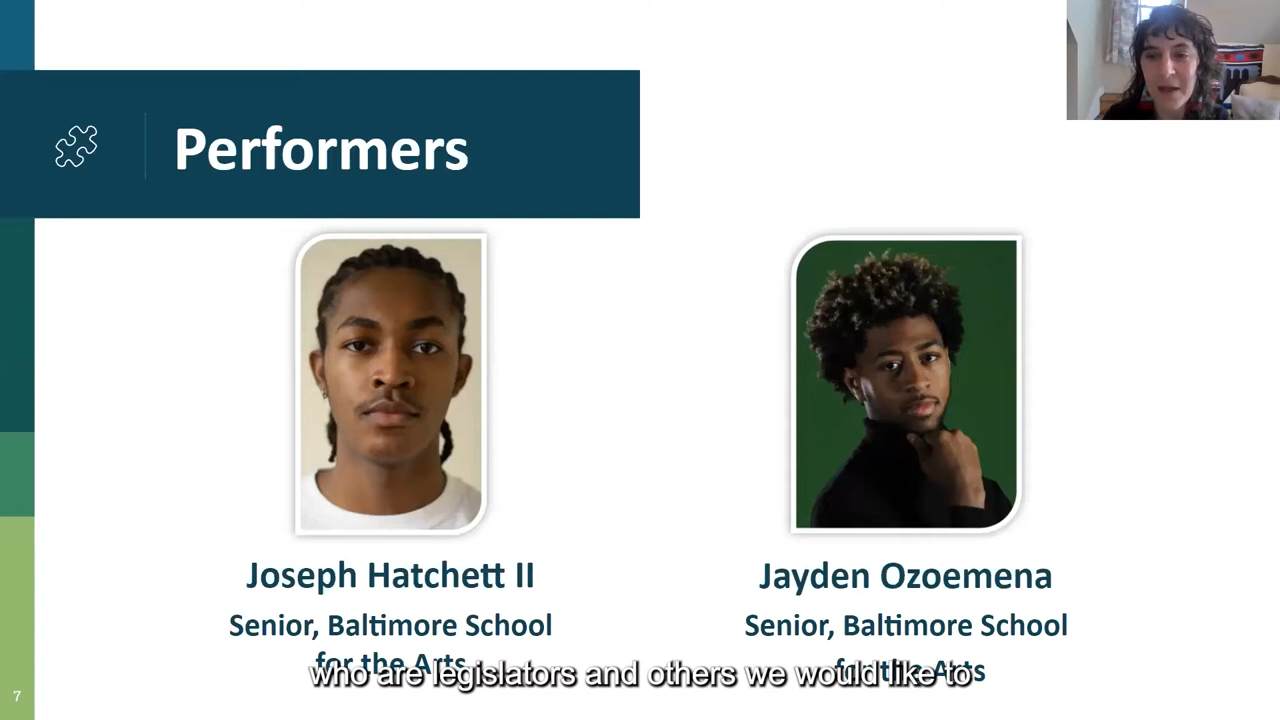 Performers
Joseph Hatchett II
Senior, Baltimore School
for the Arts
Jayden Ozoemena
Senior, Baltimore School
for the Arts
who are legislators and others we would like to
7